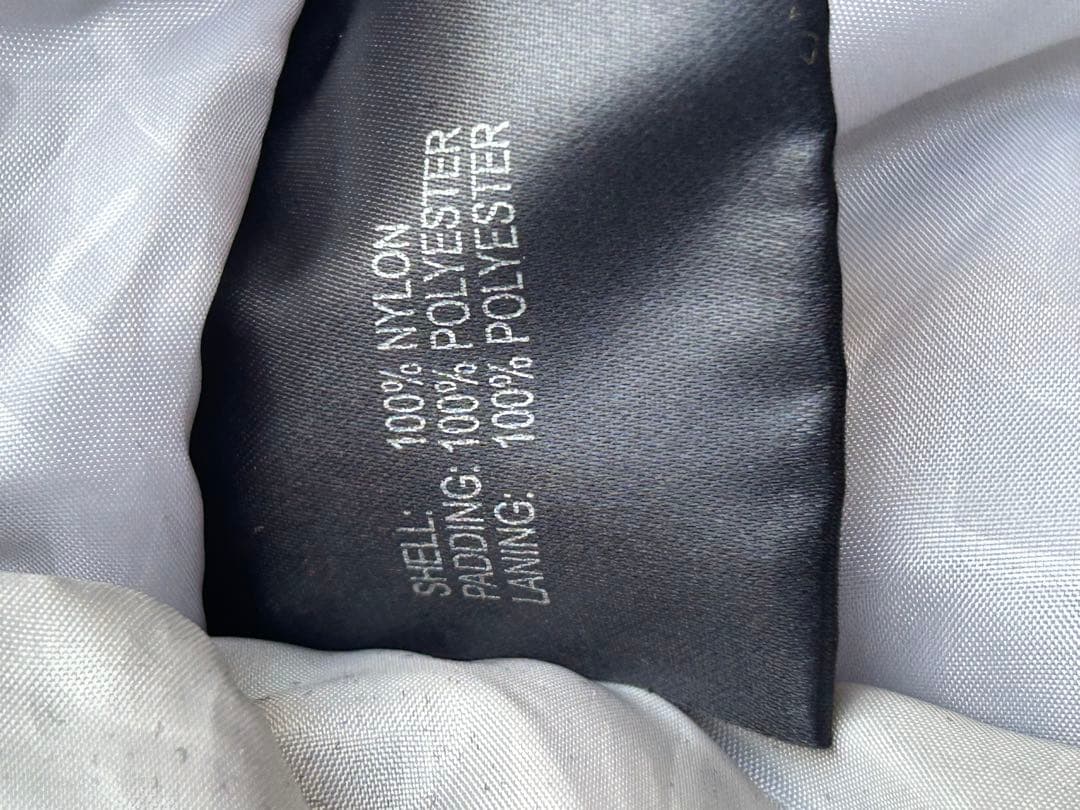 SHELL: 100% NYLON
PADDING: 100% POLYESTER
LANING: 100% POLYESTER